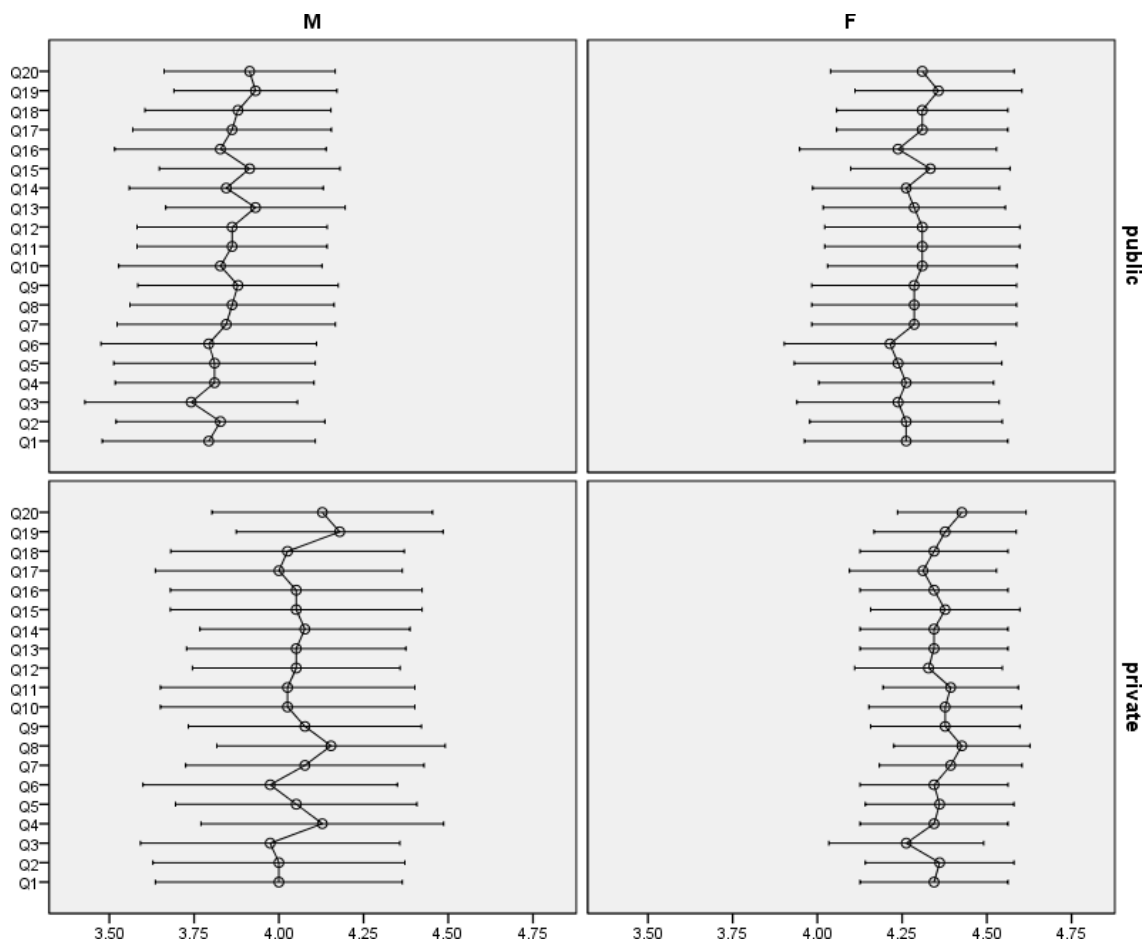 M F
Q20
Q19
Q18
Q17
Q16
Q15
Q14
Q13
Q12
Q11
Q10
Q9
Q8
Q7
Q6
Q5
Q4
Q3
Q2
Q1
public
Q20
Q19
Q18
Q17
Q16
Q15
Q14
Q13
Q12
Q11
Q10
Q9
Q8
Q7
Q6
Q5
Q4
Q3
Q2
Q1
private
3.50 3.75 4.00 4.25 4.50 4.75 3.50 3.75 4.00 4.25 4.50 4.75